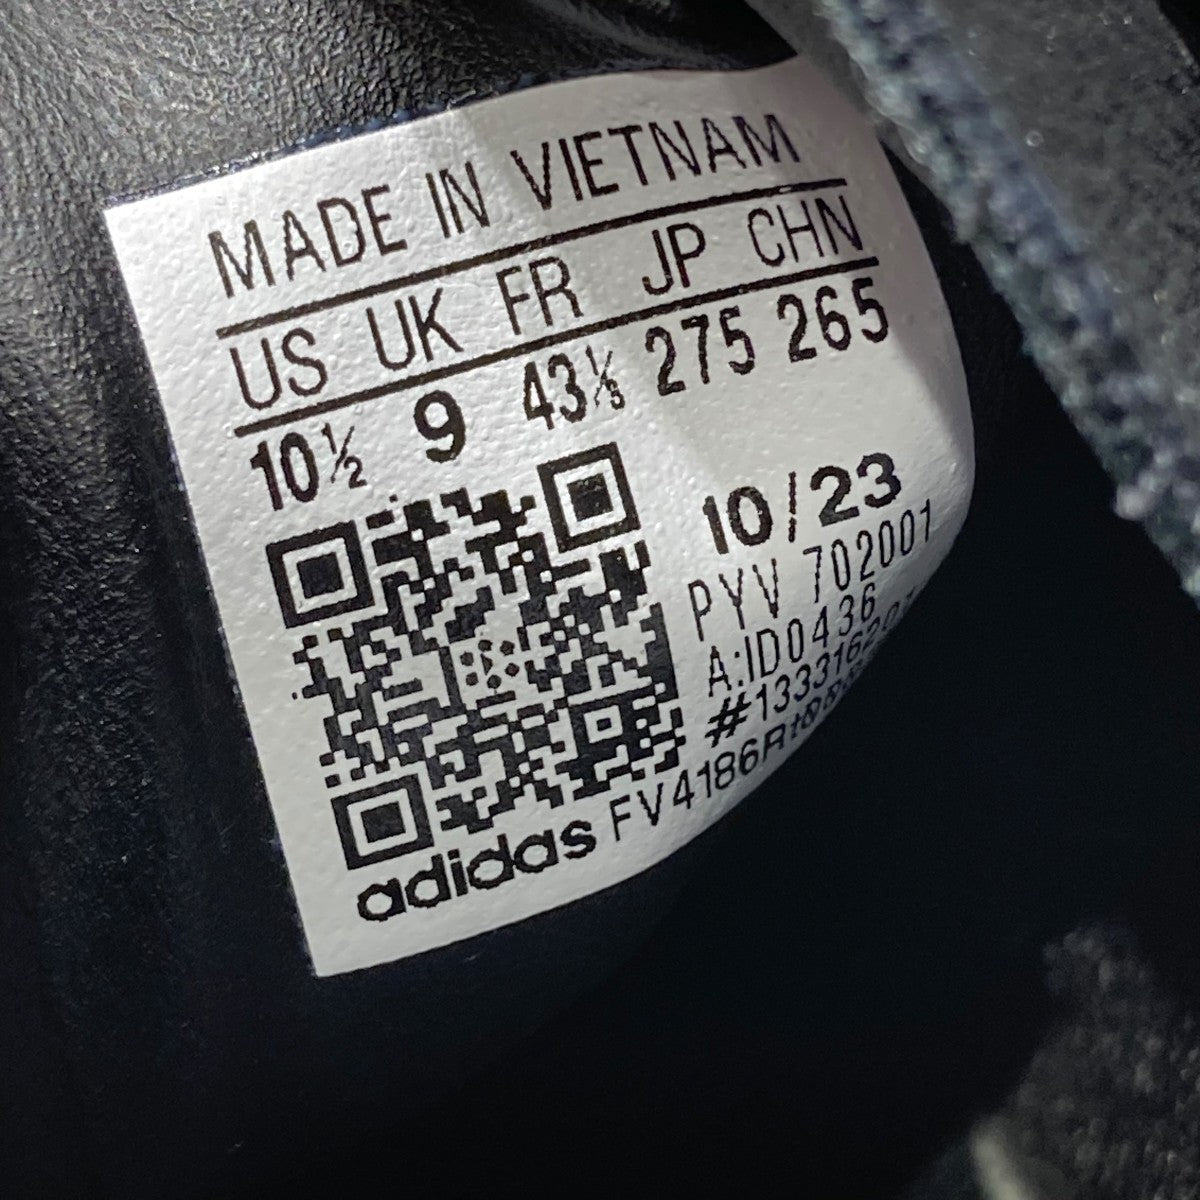 MADE IN VIETNAM
US UK FR JP CHN
10½ 9 43⅓ 275 265
10/23
PYV 702001
A:ID0436
adidas